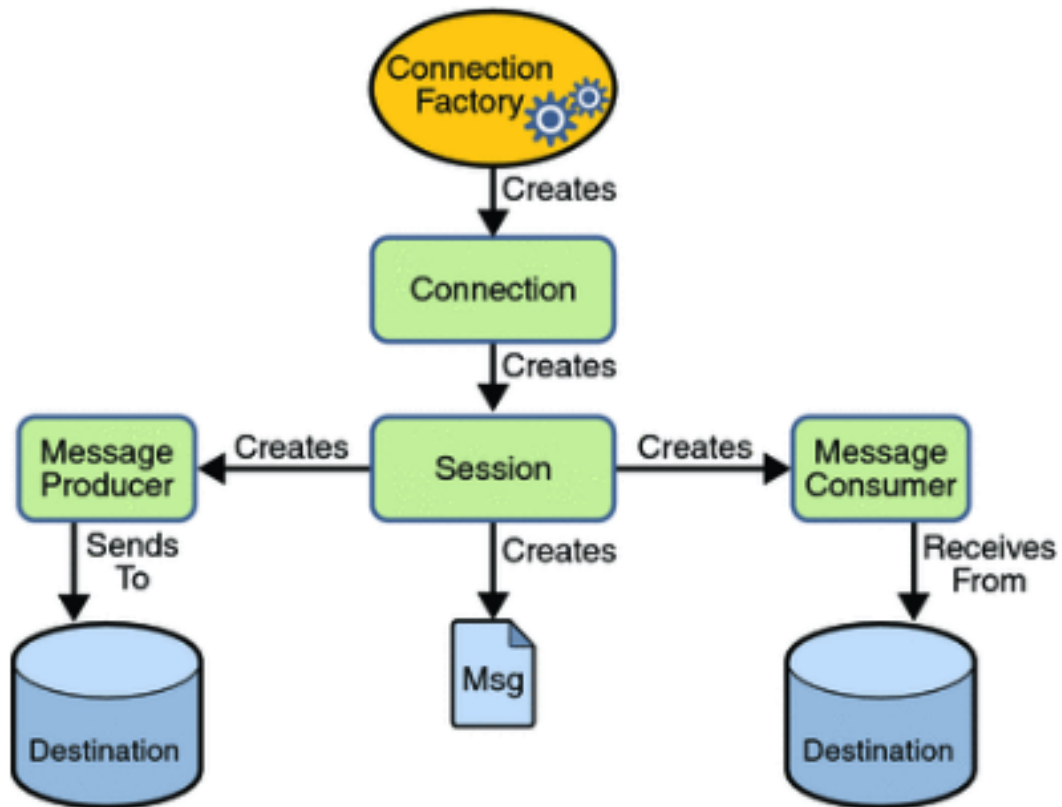 Connection
Factory
Creates
Connection
Creates
Message
Producer
Creates
Session
Creates
Message
Consumer
Sends
To
Creates
Receives
From
Destination
Msg
Destination